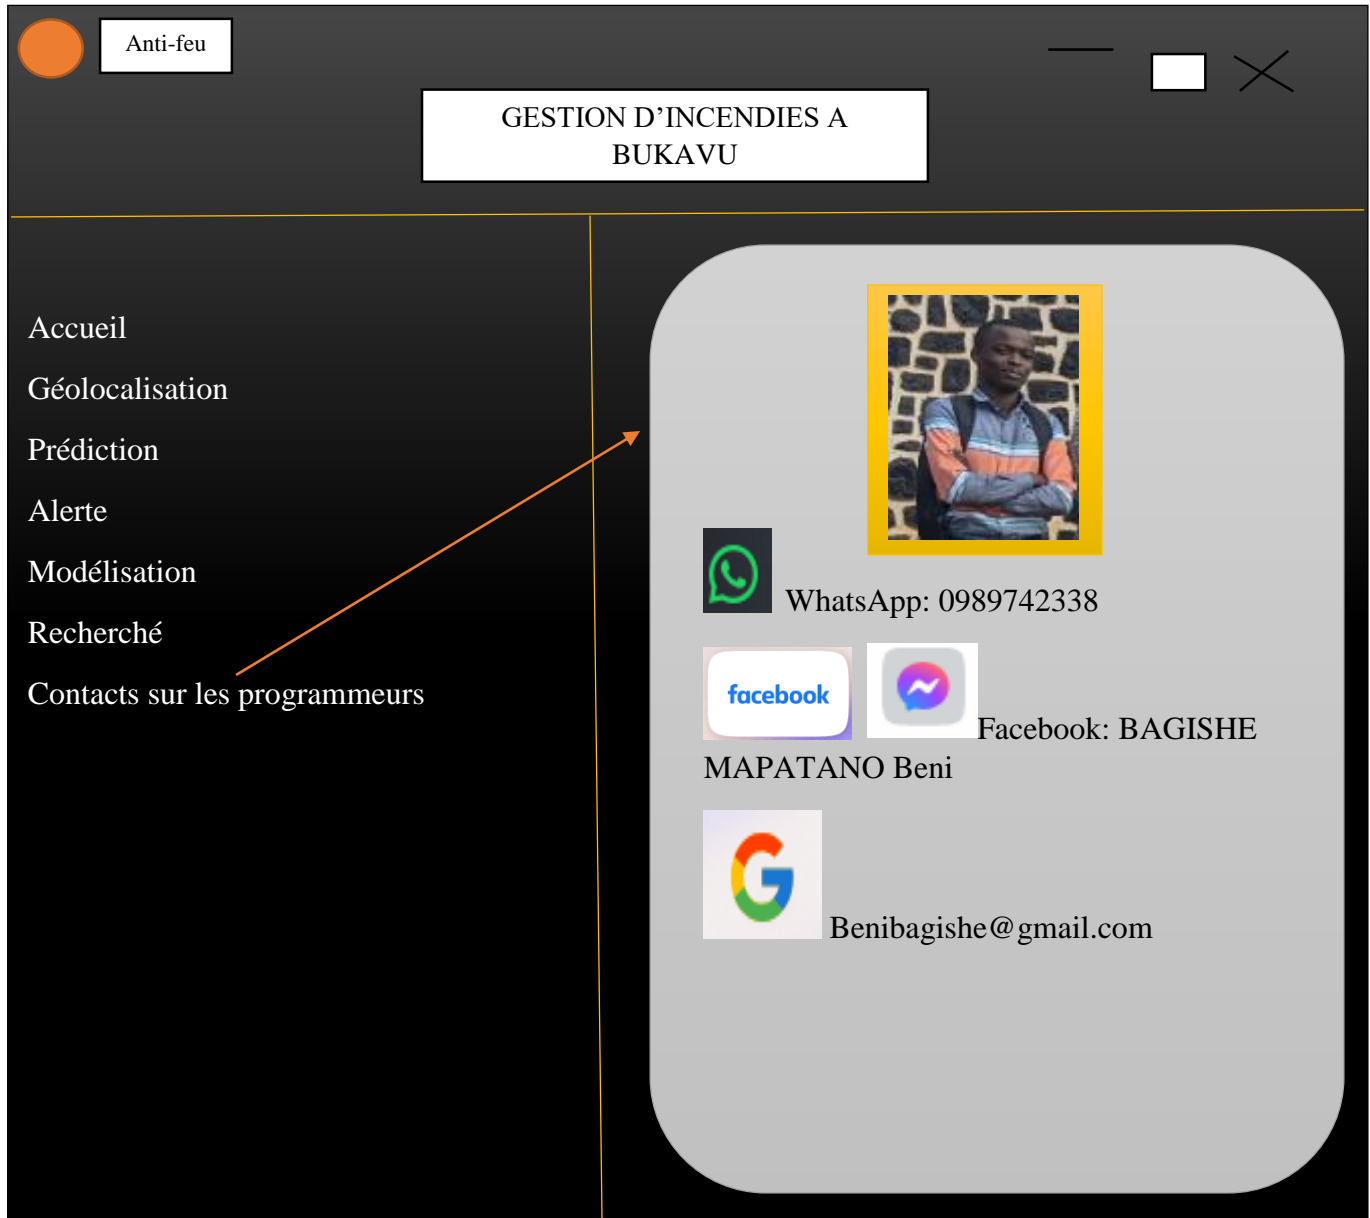 Anti-feu
GESTION D’INCENDIES A
BUKAVU
Accueil
Géolocalisation
Prédiction
Alerte
Modélisation
Recherché
Contacts sur les programmeurs
WhatsApp: 0989742338
facebook
Facebook: BAGISHE
MAPATANO Beni
G
Benibagishe@gmail.com